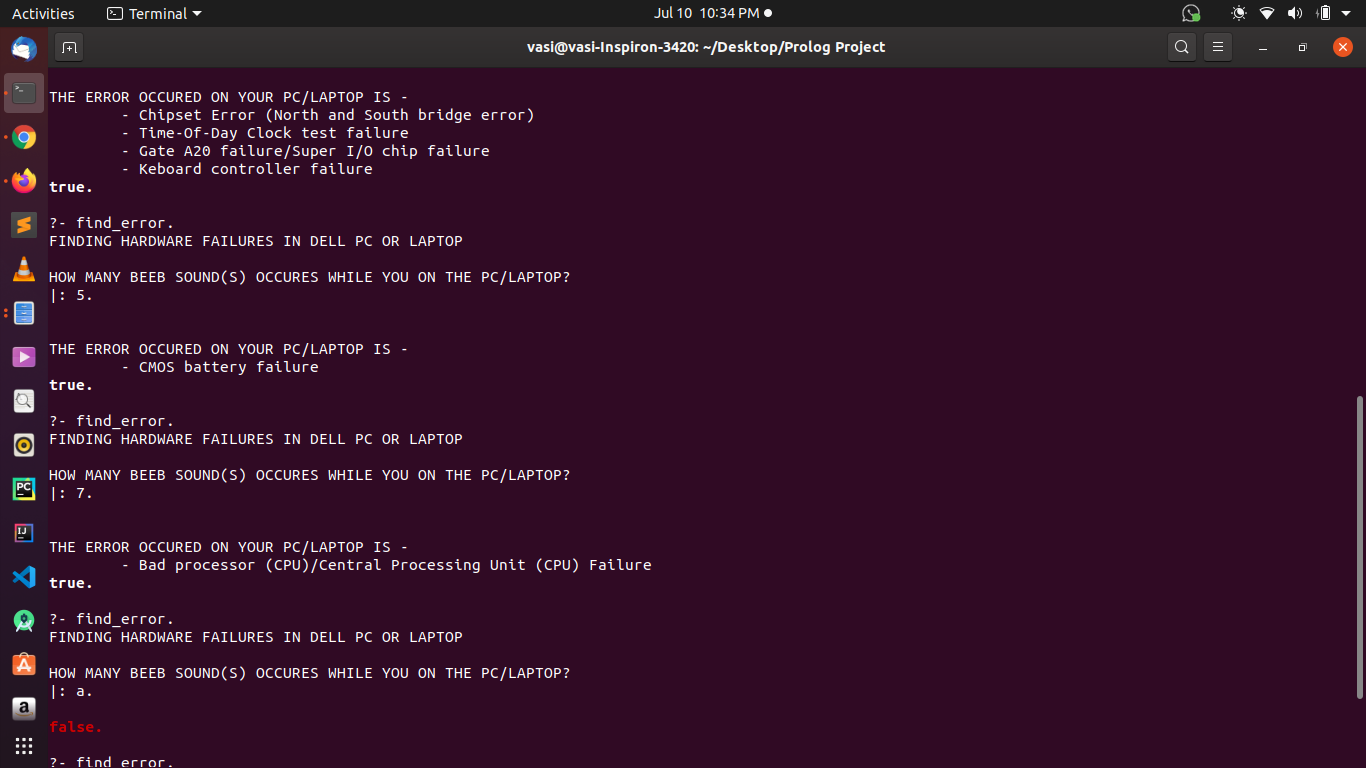 Activities
Terminal
Jul 10 10:34 PM
vasi@vasi-Inspiron-3420: ~/Desktop/Prolog Project
THE ERROR OCCURED ON YOUR PC/LAPTOP IS -
- Chipset Error (North and South bridge error)
- Time-Of-Day Clock test failure
- Gate A20 failure/Super I/O chip failure
- Keboard controller failure
true.
?- find_error.
FINDING HARDWARE FAILURES IN DELL PC OR LAPTOP
HOW MANY BEEB SOUND(S) OCCURES WHILE YOU ON THE PC/LAPTOP?
|: 5.
THE ERROR OCCURED ON YOUR PC/LAPTOP IS -
- CMOS battery failure
true.
?- find_error.
FINDING HARDWARE FAILURES IN DELL PC OR LAPTOP
HOW MANY BEEB SOUND(S) OCCURES WHILE YOU ON THE PC/LAPTOP?
|: 7.
THE ERROR OCCURED ON YOUR PC/LAPTOP IS -
- Bad processor (CPU)/Central Processing Unit (CPU) Failure
true.
?- find_error.
FINDING HARDWARE FAILURES IN DELL PC OR LAPTOP
HOW MANY BEEB SOUND(S) OCCURES WHILE YOU ON THE PC/LAPTOP?
|: a.
false.
?- find_error.
PC
IJ
a